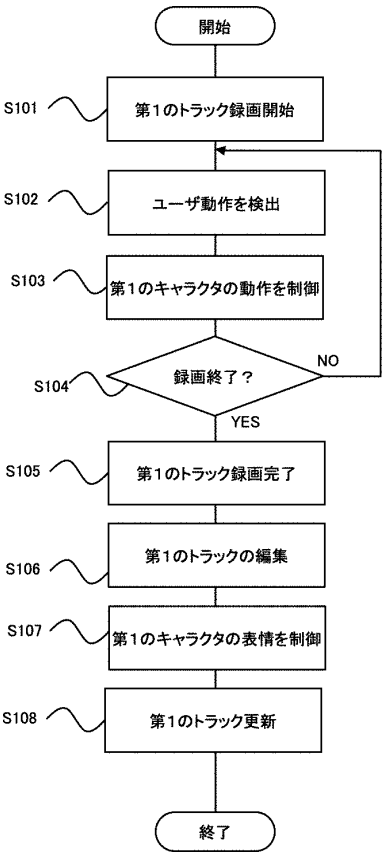 開始
S101
第1のトラック録画開始
S102
ユーザ動作を検出
S103
第1のキャラクタの動作を制御
NO
S104
録画終了?
YES
S105
第1のトラック録画完了
S106
第1のトラックの編集
S107
第1のキャラクタの表情を制御
S108
第1のトラック更新
終了